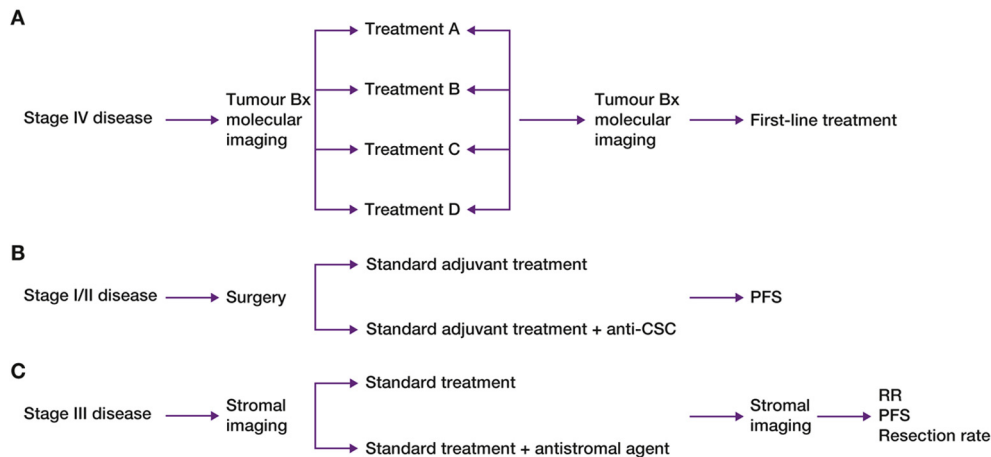 A
Stage IV disease
Tumour Bx
molecular
imaging
Treatment A
Treatment B
Treatment C
Treatment D
Tumour Bx
molecular
imaging
First-line treatment
B
Stage I/II disease
Surgery
Standard adjuvant treatment
Standard adjuvant treatment + anti-CSC
PFS
C
Stage III disease
Stromal
imaging
Standard treatment
Standard treatment + antistromal agent
Stromal
imaging
RR
PFS
Resection rate